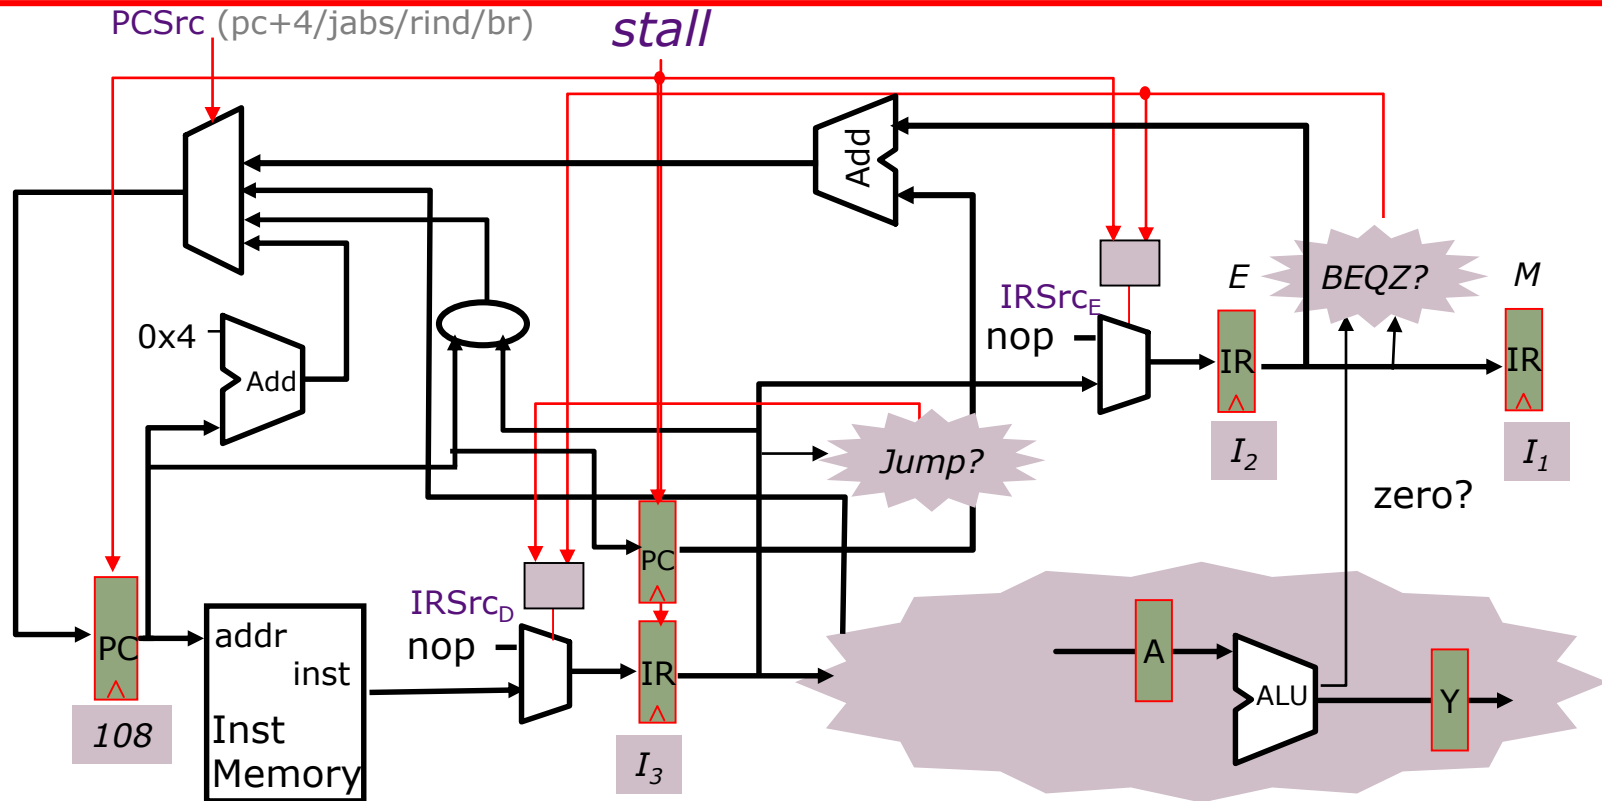 PCSrc (pc+4/jabs/rind/br)
stall
Add
E
BEQZ?
M
IRSrcE
nop
0x4
Add
IR
IR
I2
I1
Jump?
zero?
PC
IRSrcD
nop
addr
inst
PC
IR
A
ALU
Y
108
Inst
Memory
I3